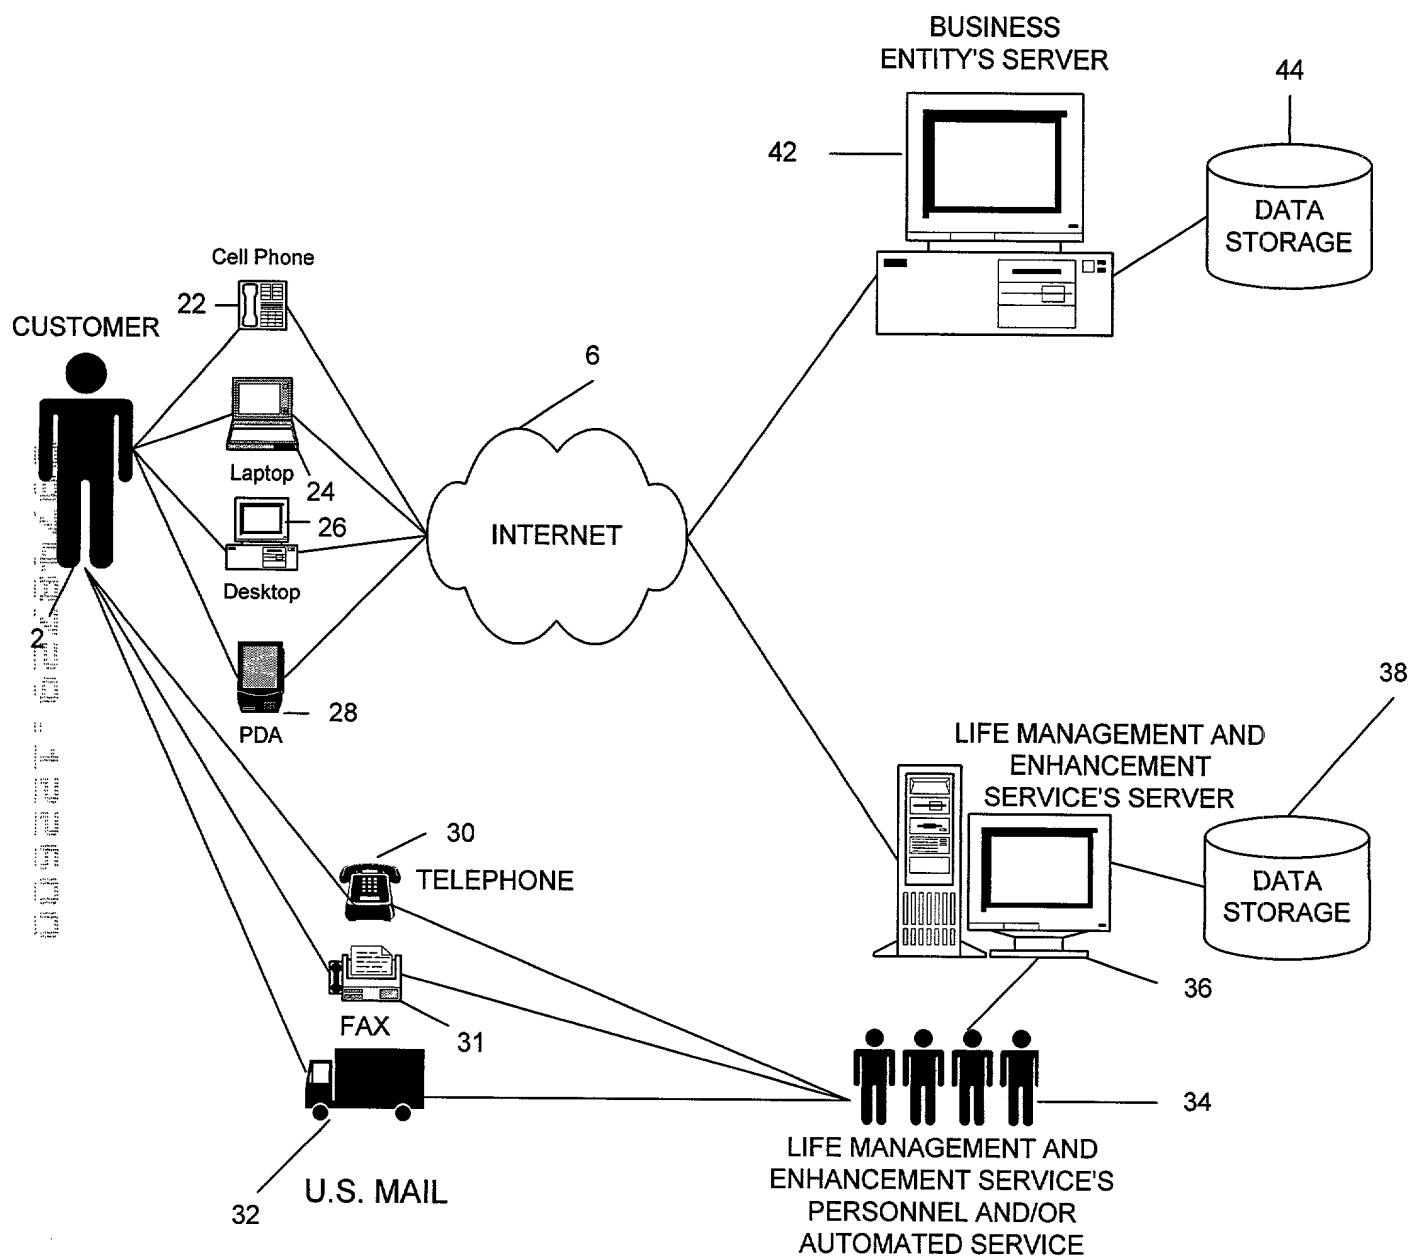 BUSINESS
ENTITY'S SERVER
44
42
DATA
STORAGE
Cell Phone
22
CUSTOMER
6
Laptop
24
26
INTERNET
Desktop
2
28
PDA
38
LIFE MANAGEMENT AND
ENHANCEMENT
SERVICE'S SERVER
30
TELEPHONE
DATA
STORAGE
36
FAX
31
34
LIFE MANAGEMENT AND
ENHANCEMENT SERVICE'S
PERSONNEL AND/OR
AUTOMATED SERVICE
U.S. MAIL
32